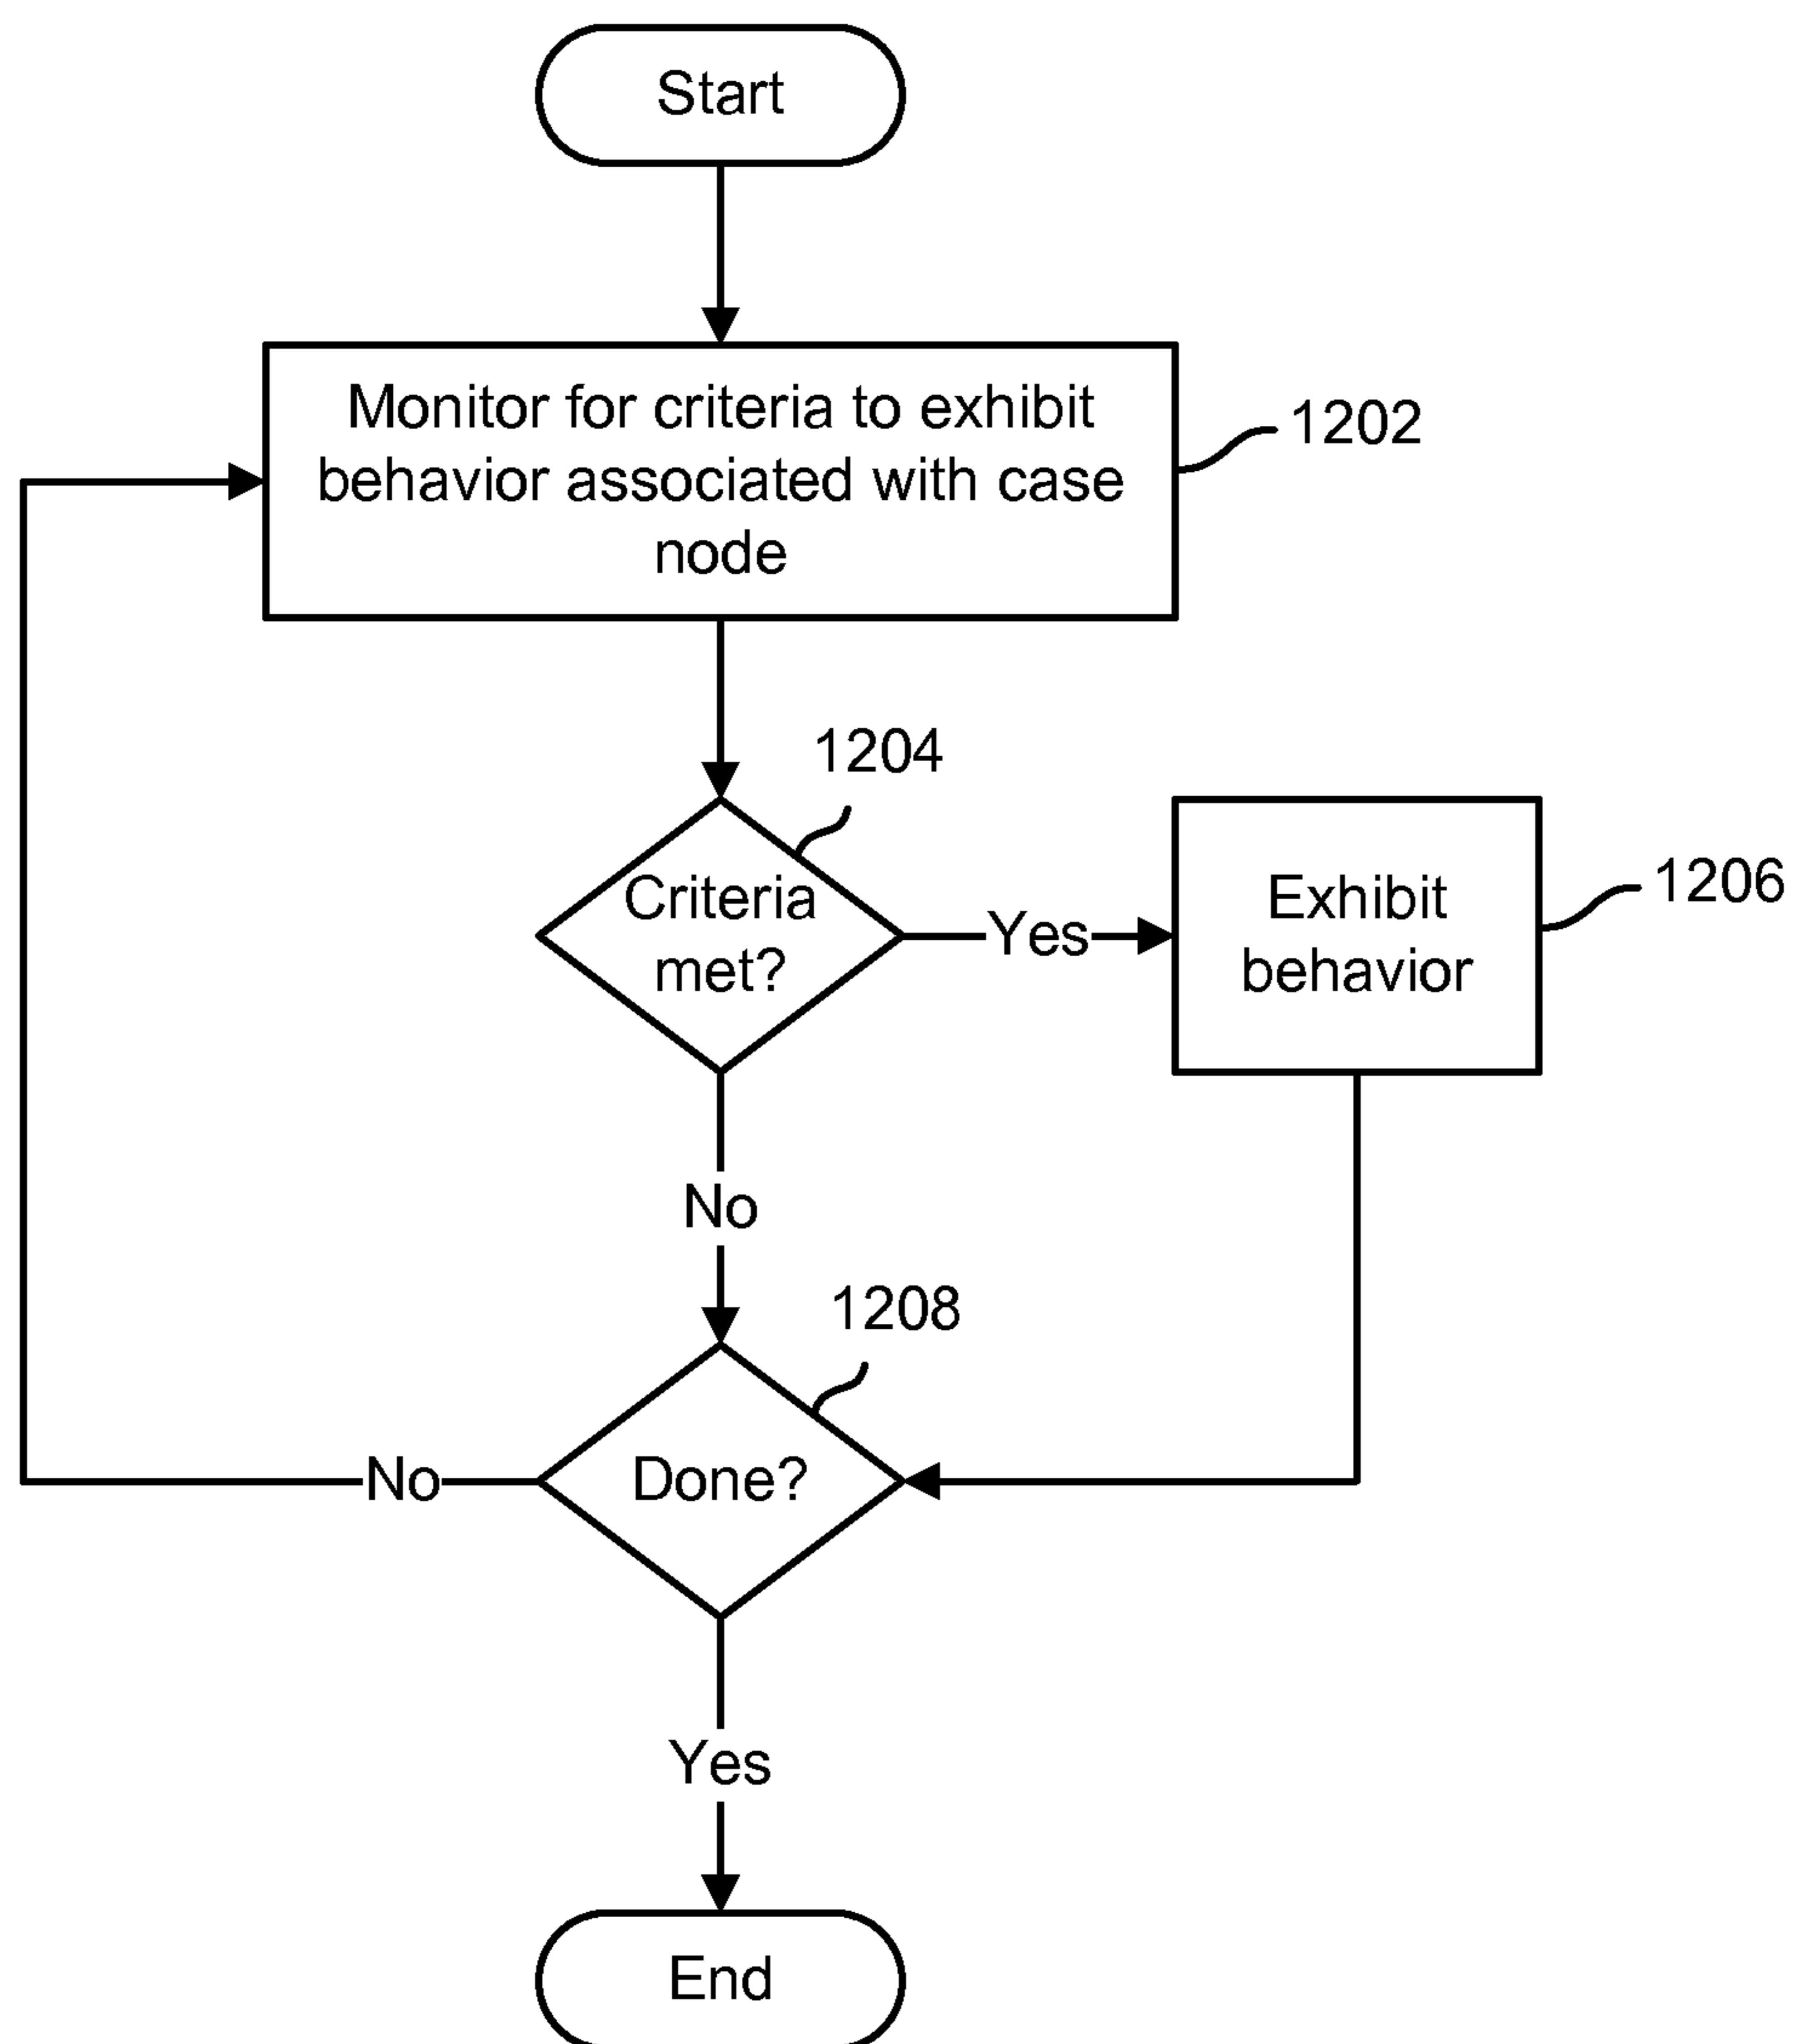 Start
Monitor for criteria to exhibit
behavior associated with case
node
1202
1204
Criteria
met?
Yes
Exhibit
behavior
1206
No
1208
Done?
No
Yes
End